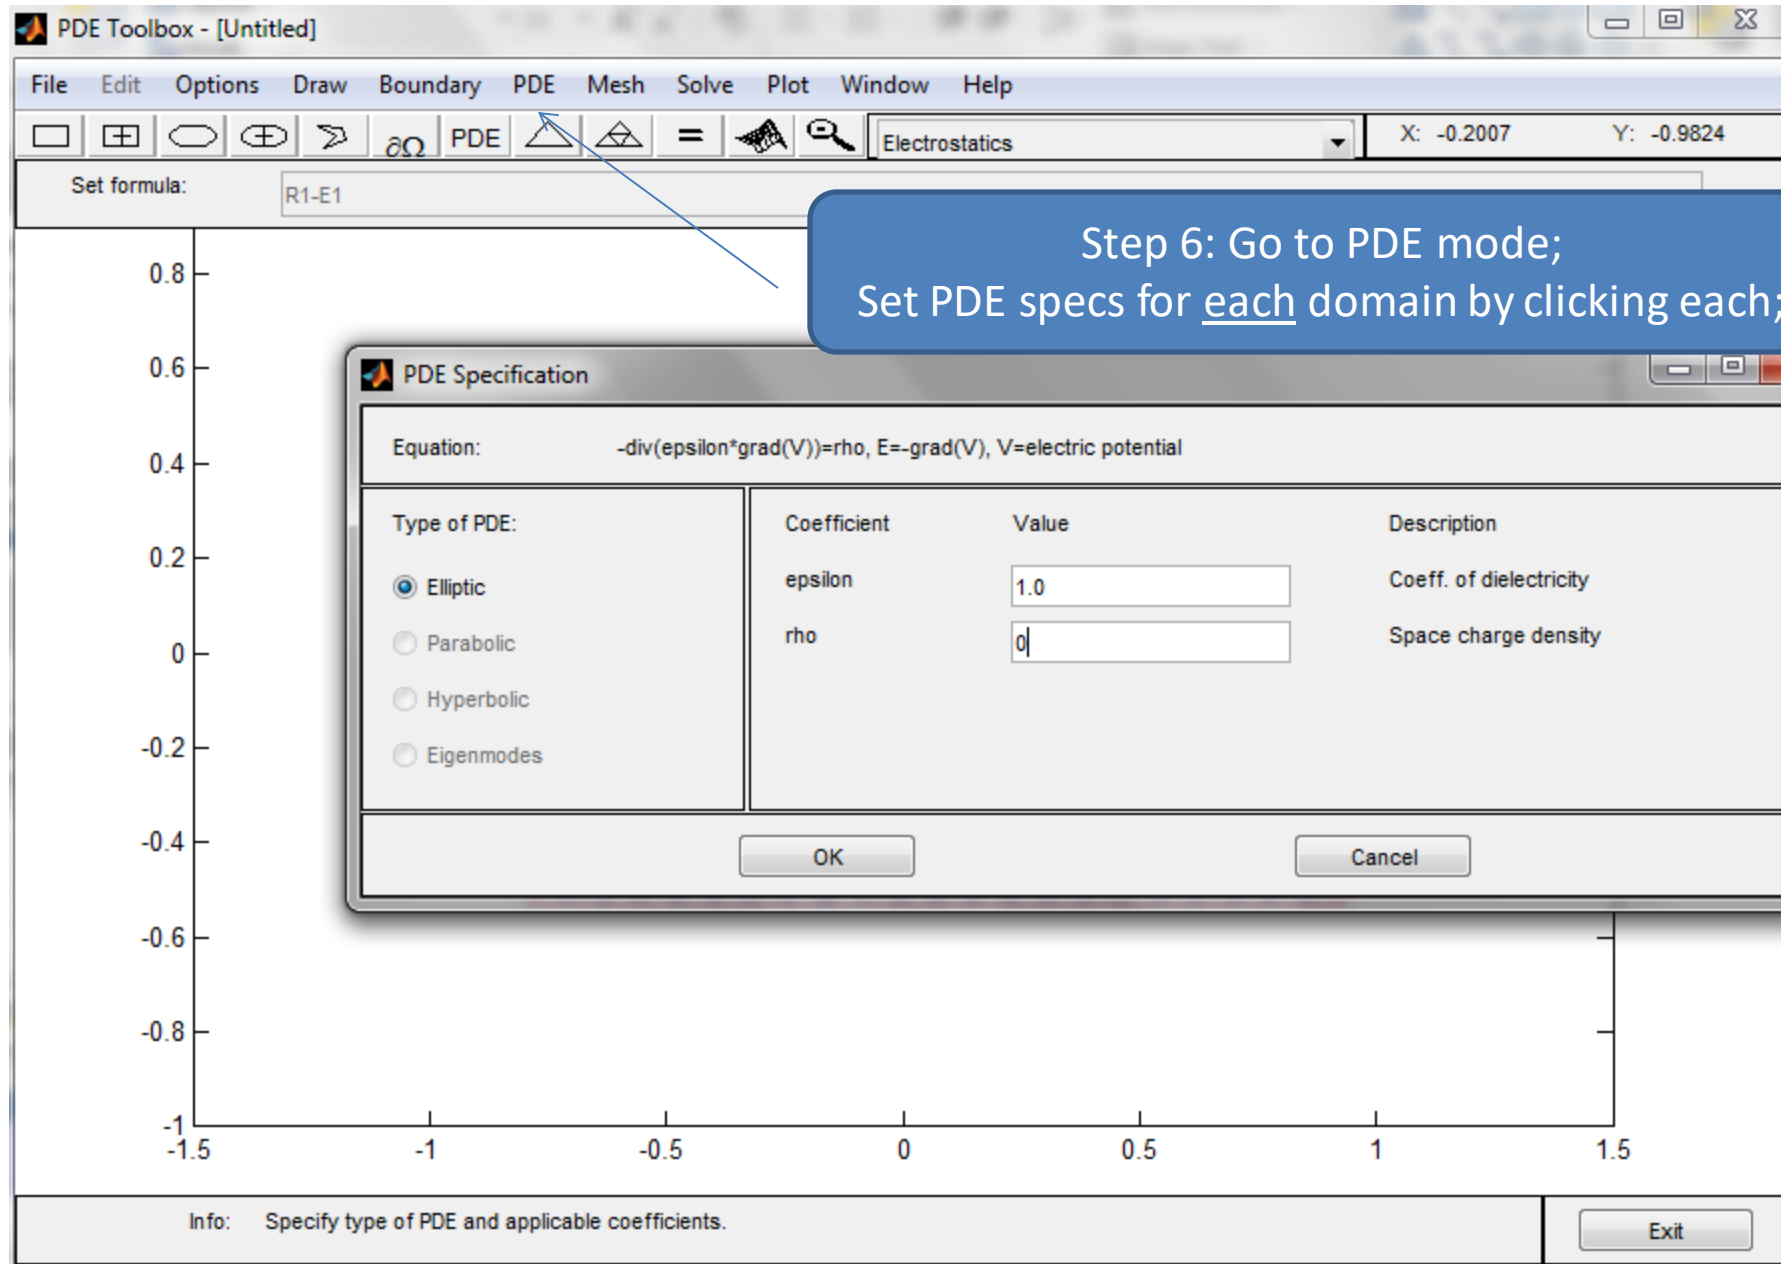 PDE Toolbox - [Untitled]
File Edit Options Draw Boundary PDE Mesh Solve Plot Window Help
∂Ω PDE = Electrostatics X: -0.2007 Y: -0.9824
Set formula: R1-E1
Step 6: Go to PDE mode;
Set PDE specs for each domain by clicking each;
0.8
0.6
0.4
0.2
0
-0.2
-0.4
-0.6
-0.8
-1
PDE Specification
Equation: -div(epsilon*grad(V))=rho, E=-grad(V), V=electric potential
Type of PDE:
Elliptic
Parabolic
Hyperbolic
Eigenmodes
Coefficient Value Description
epsilon 1.0 Coeff. of dielectricity
rho 0 Space charge density
OK Cancel
-1.5 -1 -0.5 0 0.5 1 1.5
Info: Specify type of PDE and applicable coefficients.
Exit